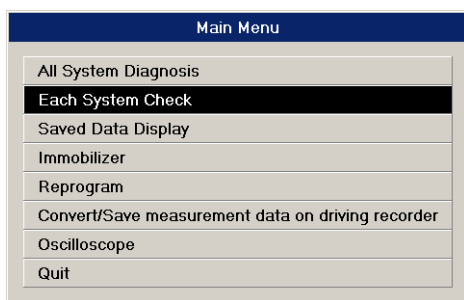 Main Menu
All System Diagnosis
Each System Check
Saved Data Display
Immobilizer
Reprogram
Convert/Save measurement data on driving recorder
Oscilloscope
Quit